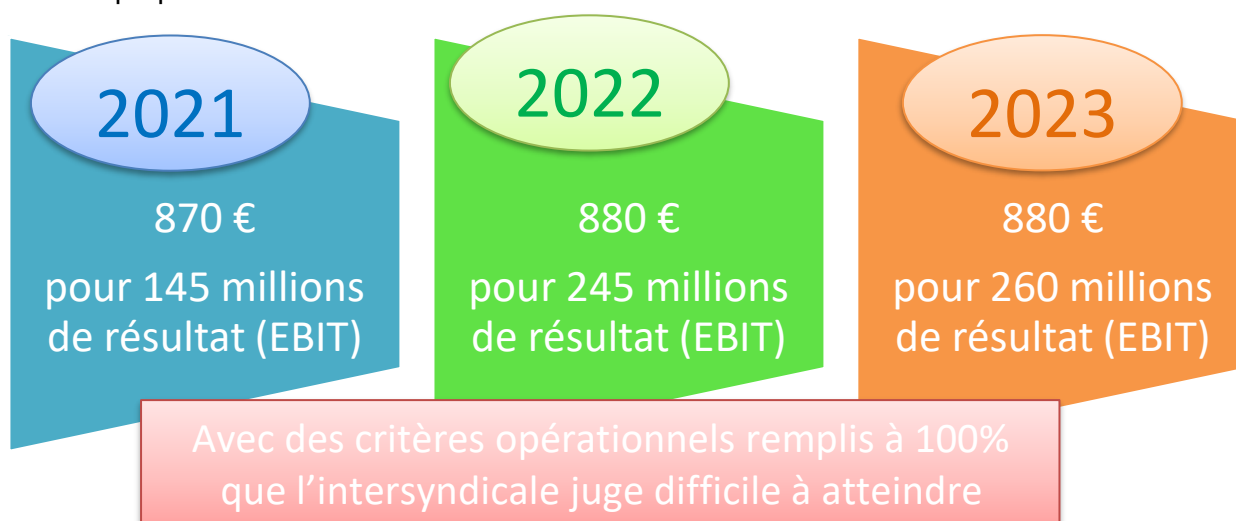 2021
870 €
pour 145 millions
de résultat (EBIT)
2022
880 €
pour 245 millions
de résultat (EBIT)
2023
880 €
pour 260 millions
de résultat (EBIT)
Avec des critères opérationnels remplis à 100%
que l’intersyndicale juge difficile à atteindre